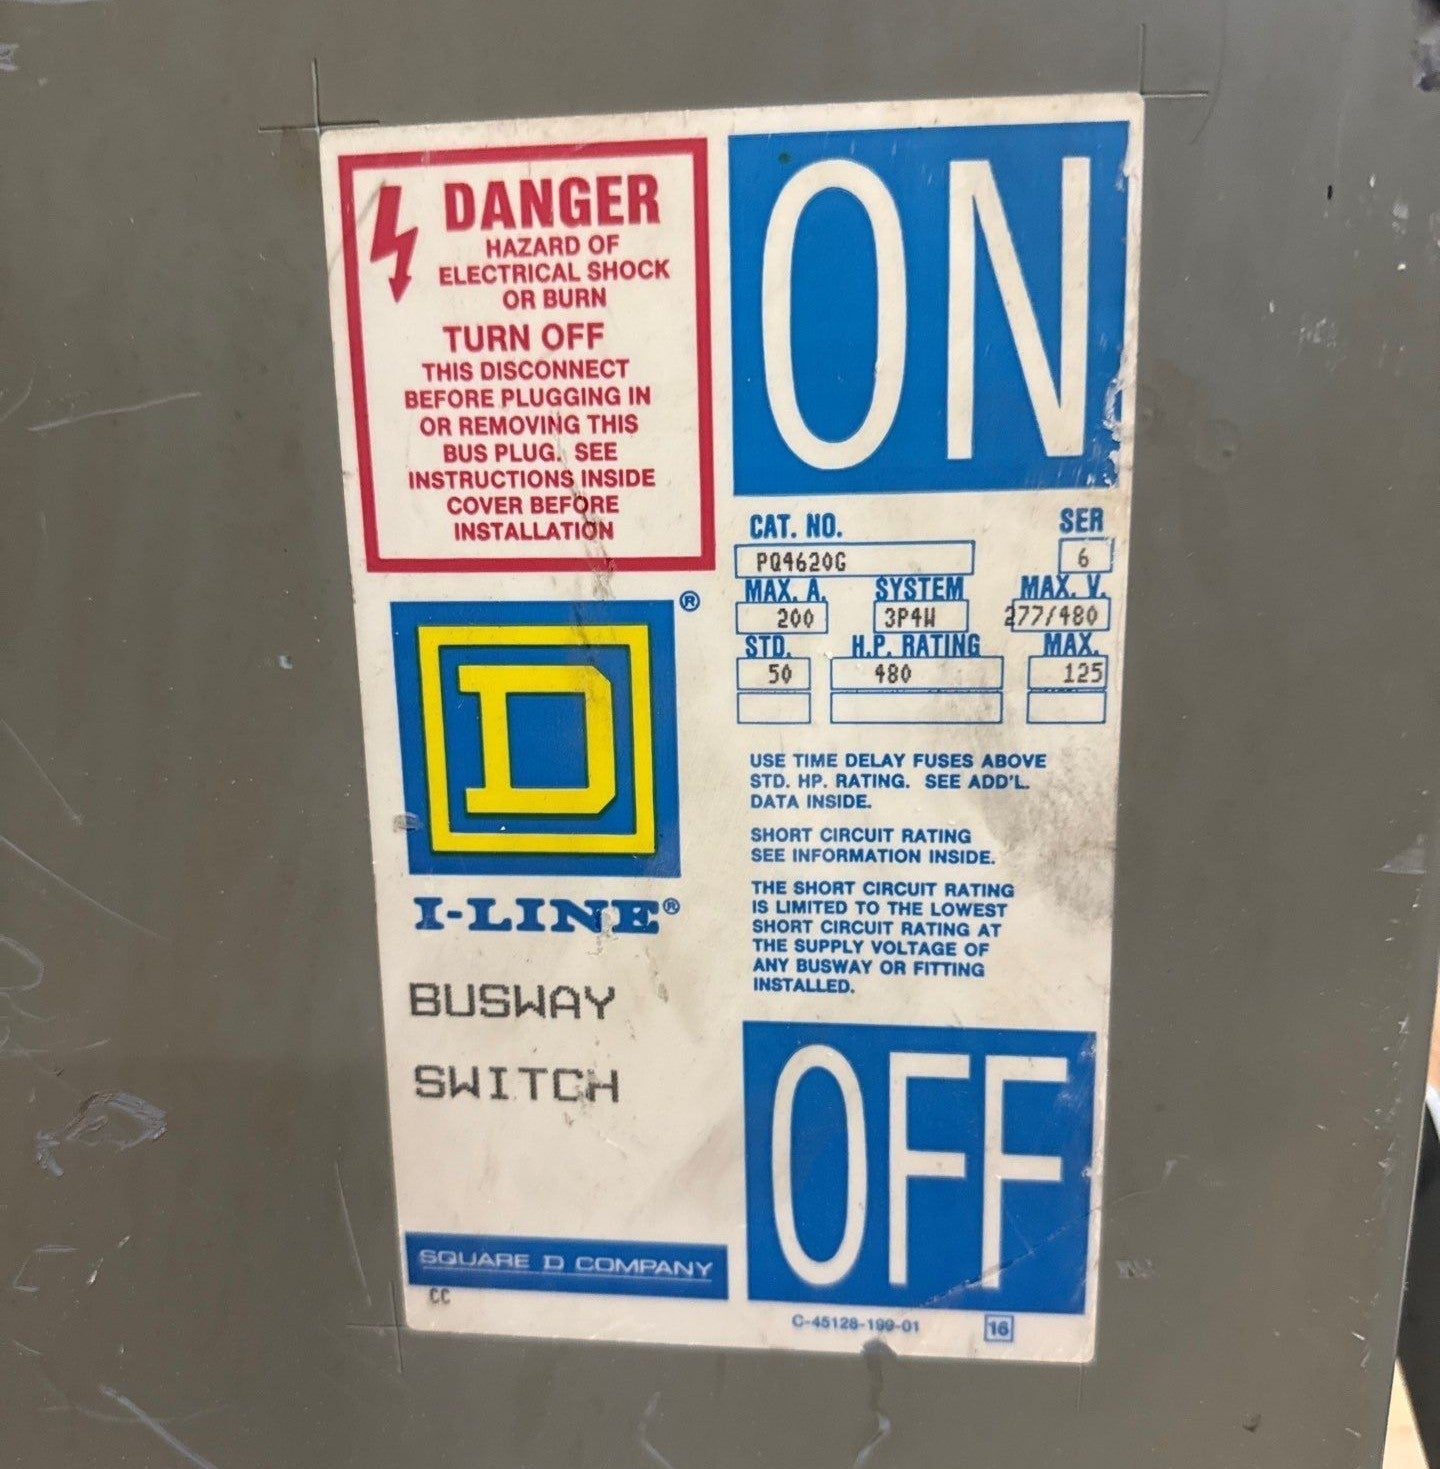 DANGER
HAZARD OF
ELECTRICAL SHOCK
OR BURN
TURN OFF
THIS DISCONNECT
BEFORE PLUGGING IN
OR REMOVING THIS
BUS PLUG. SEE
INSTRUCTIONS INSIDE
COVER BEFORE
INSTALLATION
D ®
I-LINE®
BUSWAY
SWITCH
SQUARE D COMPANY
CC
ON
CAT. NO. SER
PQ4620G 6
MAX. A. SYSTEM MAX. V.
200 3P4W 277/480
STD. H.P. RATING MAX.
50 480 125
USE TIME DELAY FUSES ABOVE
STD. HP. RATING. SEE ADD'L.
DATA INSIDE.
SHORT CIRCUIT RATING
SEE INFORMATION INSIDE.
THE SHORT CIRCUIT RATING
IS LIMITED TO THE LOWEST
SHORT CIRCUIT RATING AT
THE SUPPLY VOLTAGE OF
ANY BUSWAY OR FITTING
INSTALLED.
OFF
C-45128-199-01 16